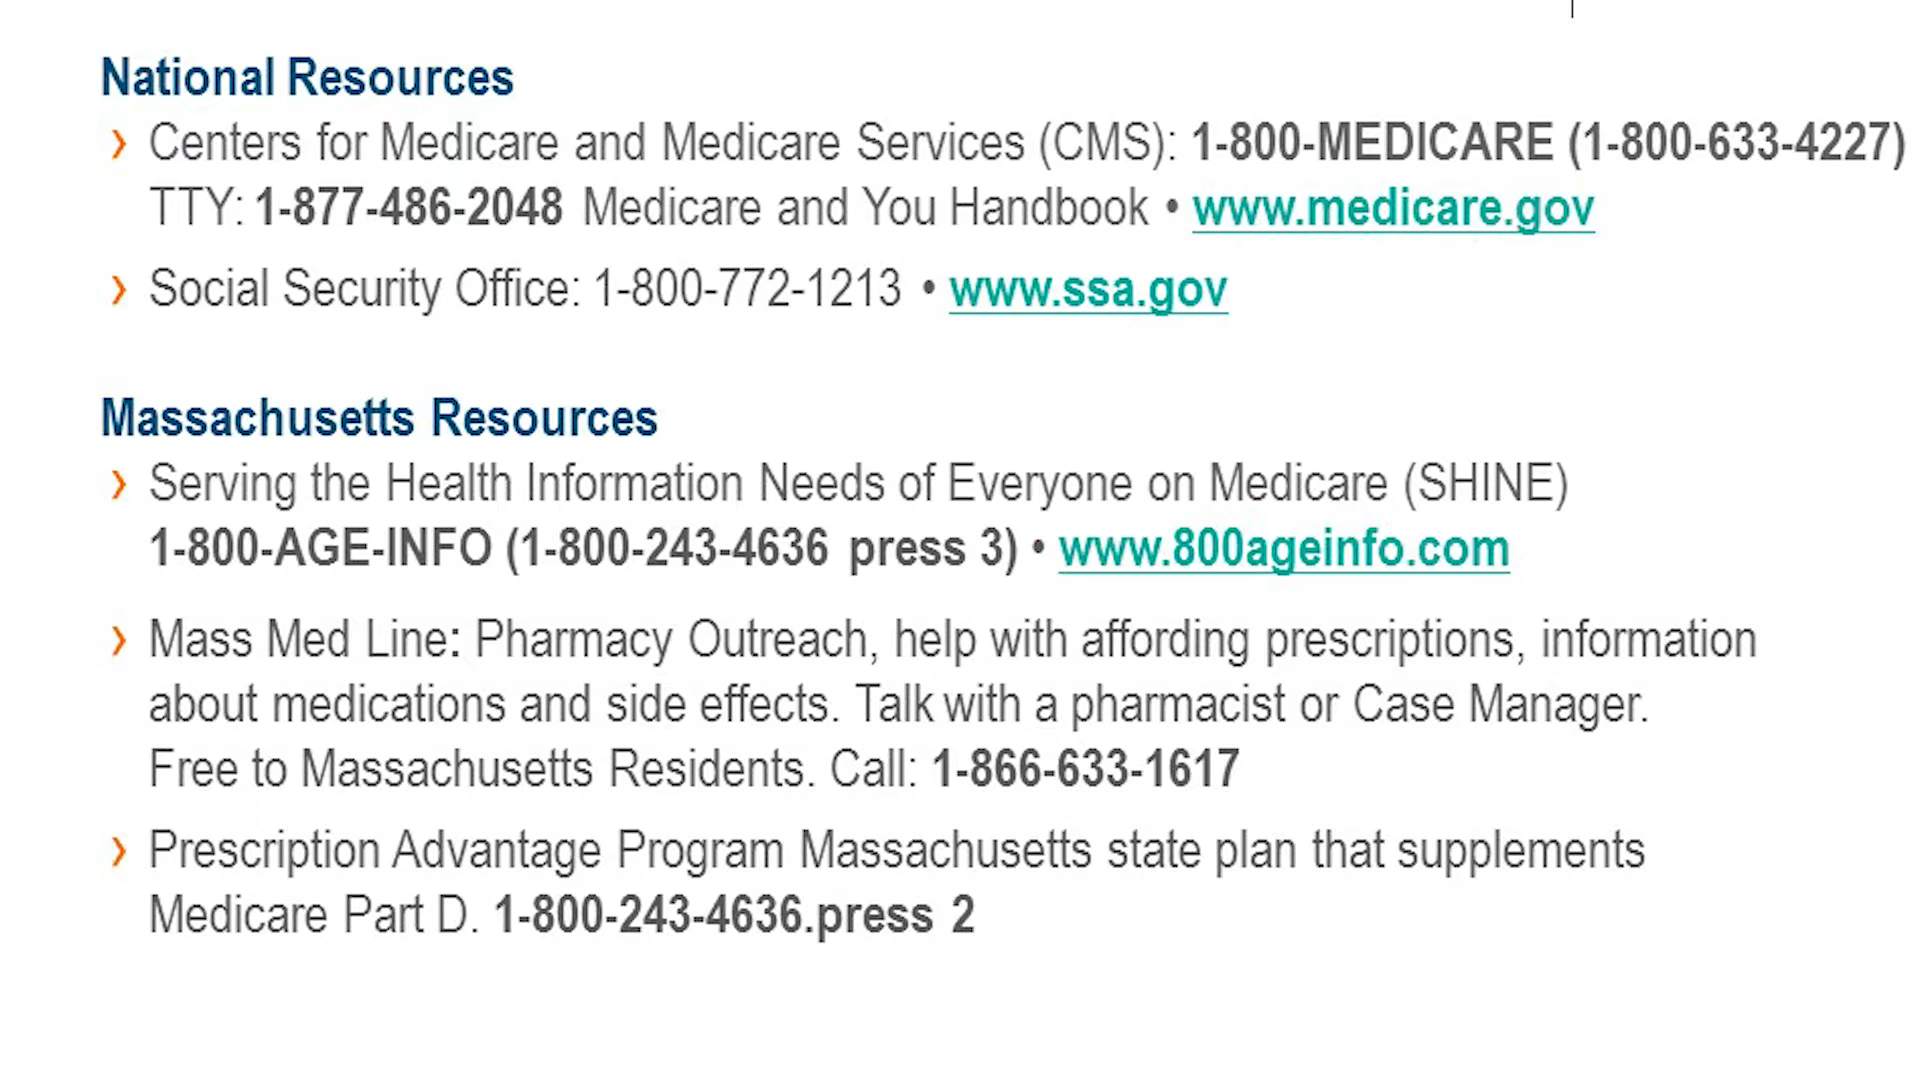 National Resources
› Centers for Medicare and Medicare Services (CMS): 1-800-MEDICARE (1-800-633-4227)
TTY: 1-877-486-2048 Medicare and You Handbook • www.medicare.gov
› Social Security Office: 1-800-772-1213 • www.ssa.gov
Massachusetts Resources
› Serving the Health Information Needs of Everyone on Medicare (SHINE)
1-800-AGE-INFO (1-800-243-4636 press 3) • www.800ageinfo.com
› Mass Med Line: Pharmacy Outreach, help with affording prescriptions, information
about medications and side effects. Talk with a pharmacist or Case Manager.
Free to Massachusetts Residents. Call: 1-866-633-1617
› Prescription Advantage Program Massachusetts state plan that supplements
Medicare Part D. 1-800-243-4636.press 2